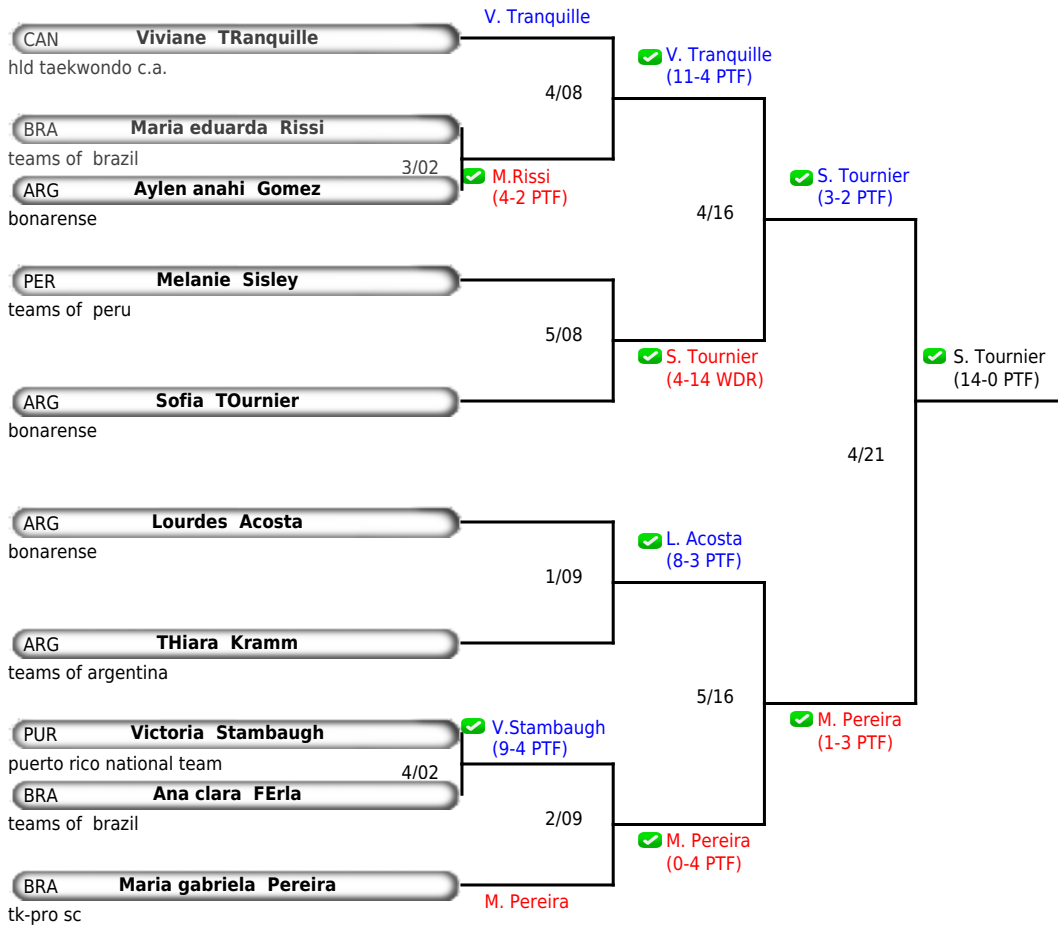 V. Tranquille
CAN Viviane TRanquille
hld taekwondo c.a.
V. Tranquille
(11-4 PTF)
4/08
BRA Maria eduarda Rissi
teams of brazil
3/02
M.Rissi
(4-2 PTF)
ARG Aylen anahi Gomez
bonarense
S. Tournier
(3-2 PTF)
4/16
PER Melanie Sisley
teams of peru
5/08
S. Tournier
(4-14 WDR)
S. Tournier
(14-0 PTF)
ARG Sofia TOurnier
bonarense
4/21
ARG Lourdes Acosta
bonarense
L. Acosta
(8-3 PTF)
1/09
ARG THiara Kramm
teams of argentina
5/16
M. Pereira
(1-3 PTF)
PUR Victoria Stambaugh
puerto rico national team
V.Stambaugh
(9-4 PTF)
4/02
BRA Ana clara FErla
teams of brazil
2/09
M. Pereira
(0-4 PTF)
BRA Maria gabriela Pereira
tk-pro sc
M. Pereira